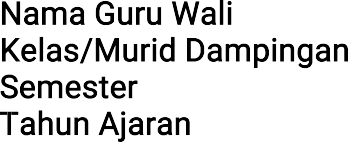 Nama Guru Wali
Kelas/Murid Dampingan
Semester
Tahun Ajaran